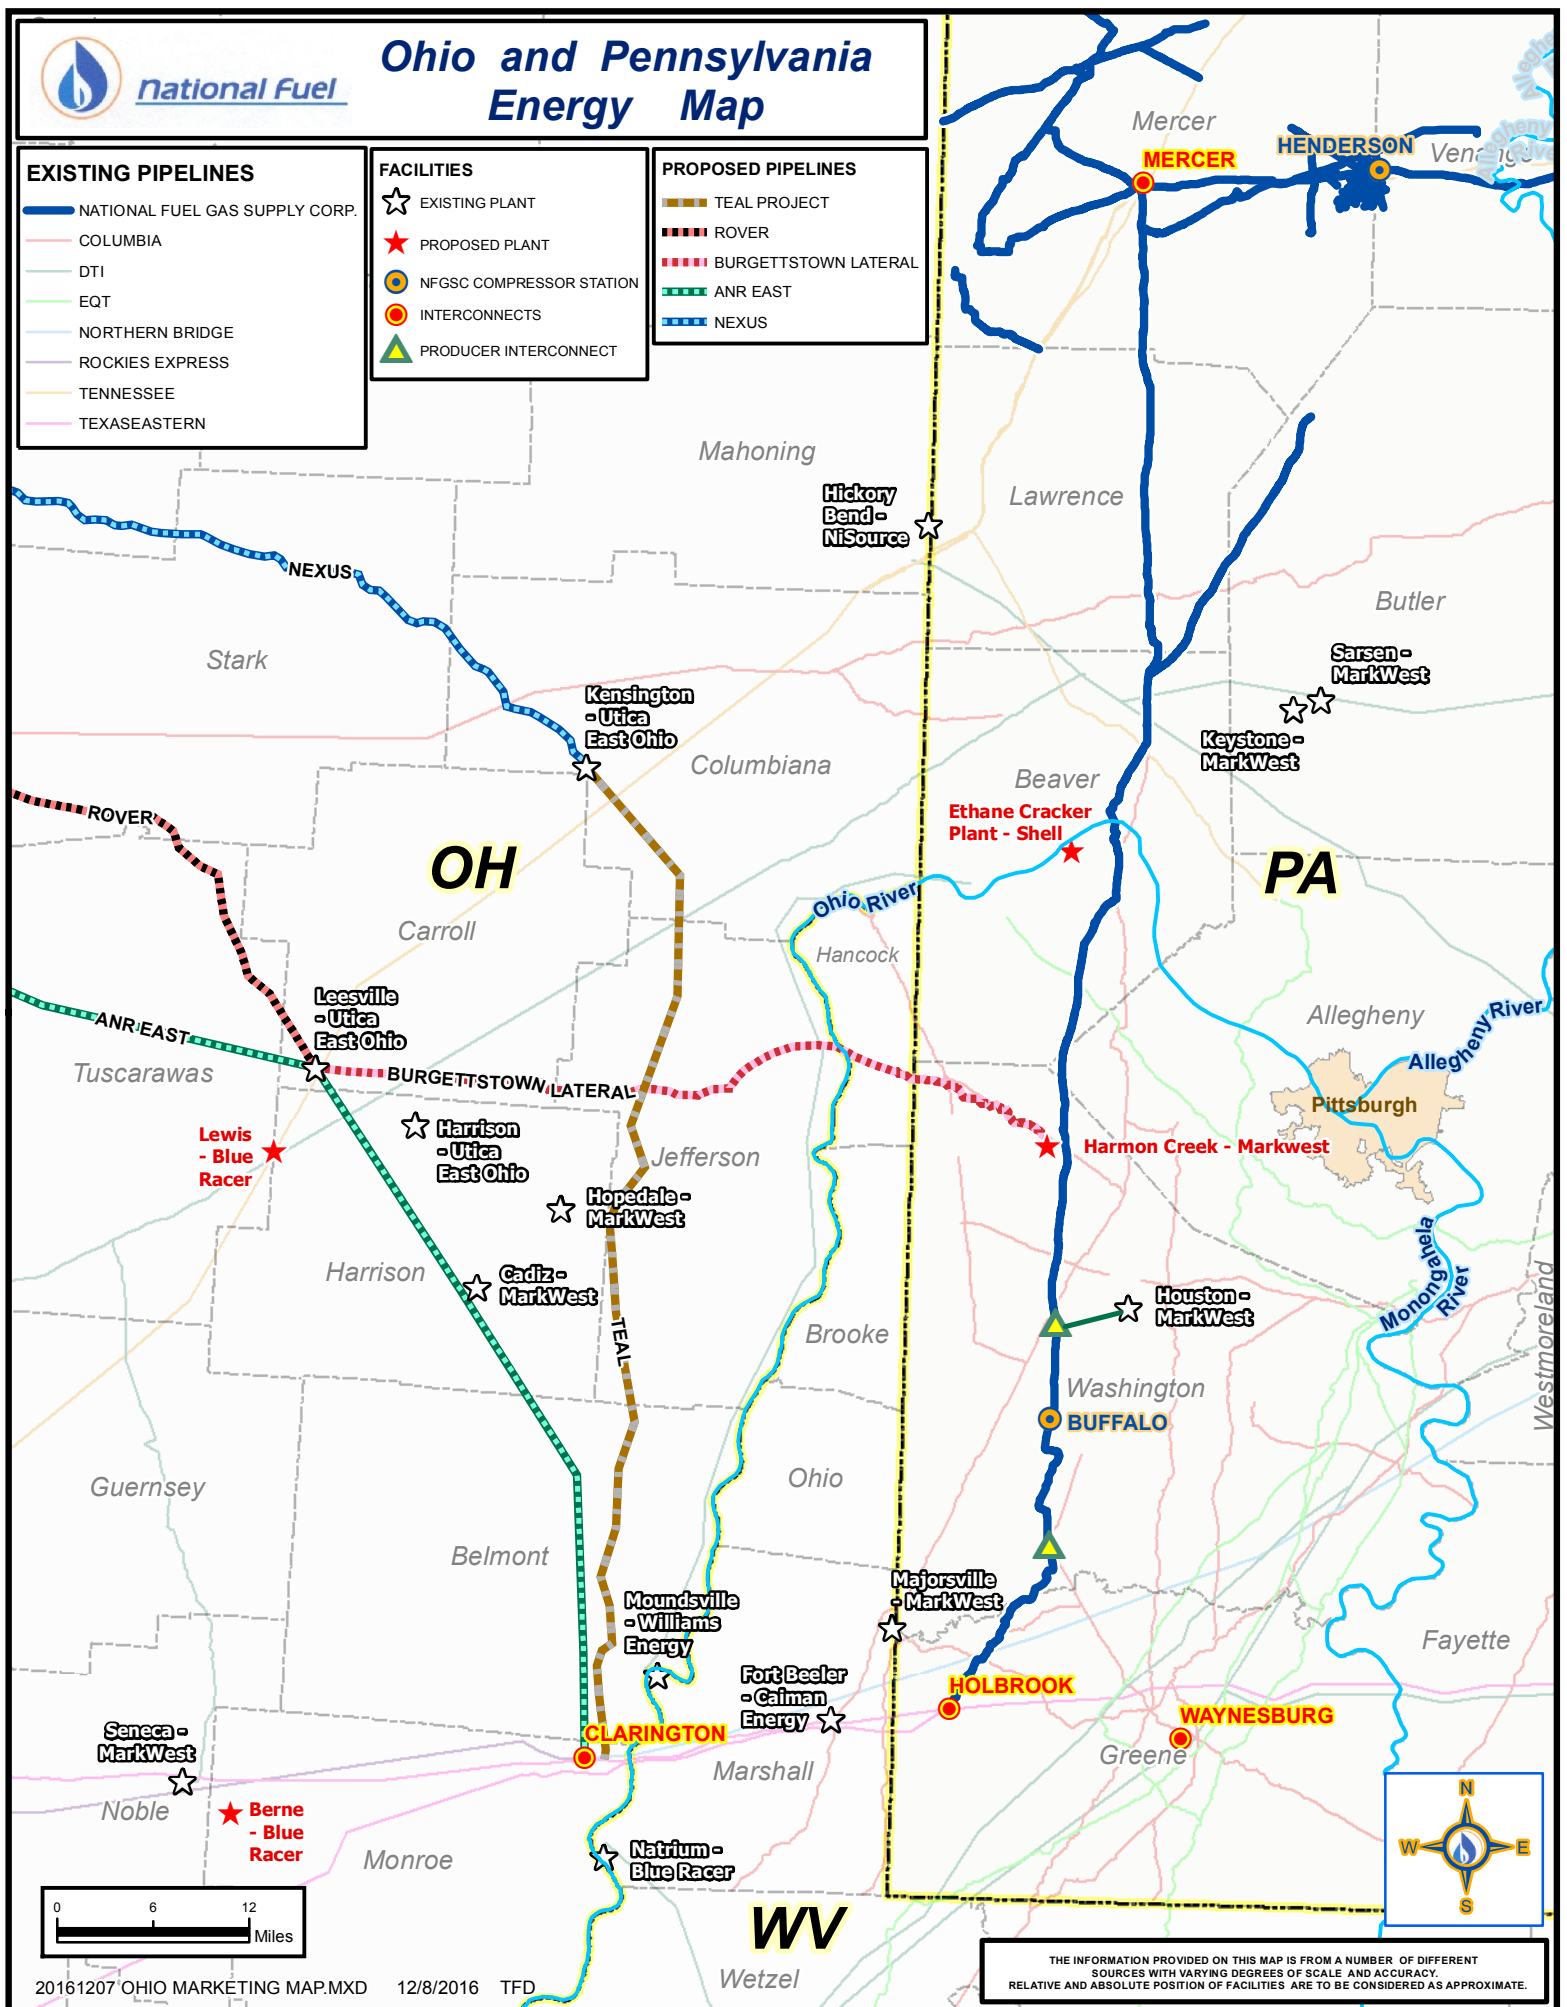 National Fuel
Ohio and Pennsylvania
Energy Map
EXISTING PIPELINES
NATIONAL FUEL GAS SUPPLY CORP.
COLUMBIA
DTI
EQT
NORTHERN BRIDGE
ROCKIES EXPRESS
TENNESSEE
TEXASEASTERN
FACILITIES
EXISTING PLANT
PROPOSED PLANT
NFGSC COMPRESSOR STATION
INTERCONNECTS
PRODUCER INTERCONNECT
PROPOSED PIPELINES
TEAL PROJECT
ROVER
BURGETTSTOWN LATERAL
ANR EAST
NEXUS
Mercer
MERCER
HENDERSON
Allegheny
River
Mahoning
Lawrence
Hickory
Bend -
NiSource
NEXUS
Butler
Stark
Sarsen -
MarkWest
Kensington
- Utica
East Ohio
Keystone -
MarkWest
Columbiana
Beaver
Ethane Cracker
Plant - Shell
ROVER
OH
PA
Ohio River
Carroll
Hancock
Leesville
- Utica
East Ohio
ANR EAST
Allegheny
Allegheny River
Tuscarawas
BURGETTSTOWN LATERAL
Pittsburgh
Lewis
- Blue
Racer
Harrison
- Utica
East Ohio
Jefferson
Harmon Creek - Markwest
Hopedale -
MarkWest
Harrison
Cadiz -
MarkWest
Monongahela
River
Houston -
MarkWest
TEAL
Brooke
Westmoreland
Washington
BUFFALO
Guernsey
Ohio
Belmont
Majorsville
- MarkWest
Moundsville
- Williams
Energy
Fayette
Fort Beeler
- Caiman
Energy
HOLBROOK
WAYNESBURG
CLARINGTON
Seneca -
MarkWest
Greene
Marshall
Noble
Berne
- Blue
Racer
Monroe
Natrium -
Blue Racer
N
W
E
S
0 6 12
Miles
WV
Wetzel
20161207 OHIO MARKETING MAP.MXD 12/8/2016 TFD
THE INFORMATION PROVIDED ON THIS MAP IS FROM A NUMBER OF DIFFERENT
SOURCES WITH VARYING DEGREES OF SCALE AND ACCURACY.
RELATIVE AND ABSOLUTE POSITION OF FACILITIES ARE TO BE CONSIDERED AS APPROXIMATE.